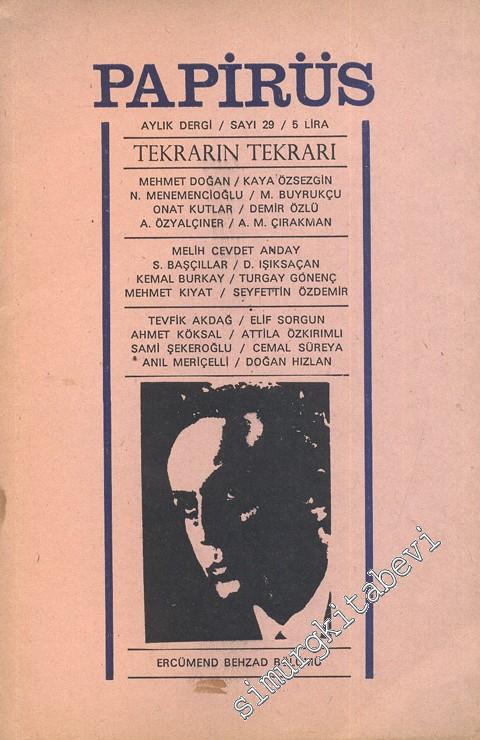 PAPİRÜS
AYLIK DERGİ / SAYI 29 / 5 LİRA
TEKRARIN TEKRARI
MEHMET DOĞAN / KAYA ÖZSEZGİN
N. MENEMENCİOĞLU / M. BUYRUKÇU
ONAT KUTLAR / DEMİR ÖZLÜ
A. ÖZYALÇINER / A. M. ÇIRAKMAN
MELİH CEVDET ANDAY
S. BAŞÇILLAR / D. IŞIKSAÇAN
KEMAL BURKAY / TURGAY GÖNENÇ
MEHMET KIYAT / SEYFETTİN ÖZDEMİR
TEVFİK AKDAĞ / ELİF SORGUN
AHMET KÖKSAL / ATTİLA ÖZKIRIMLI
SAMİ ŞEKEROĞLU / CEMAL SÜREYA
ANIL MERİÇELLİ / DOĞAN HIZLAN
ERCÜMEND BEHZAD BÖLÜMÜ
simurgkitabevi